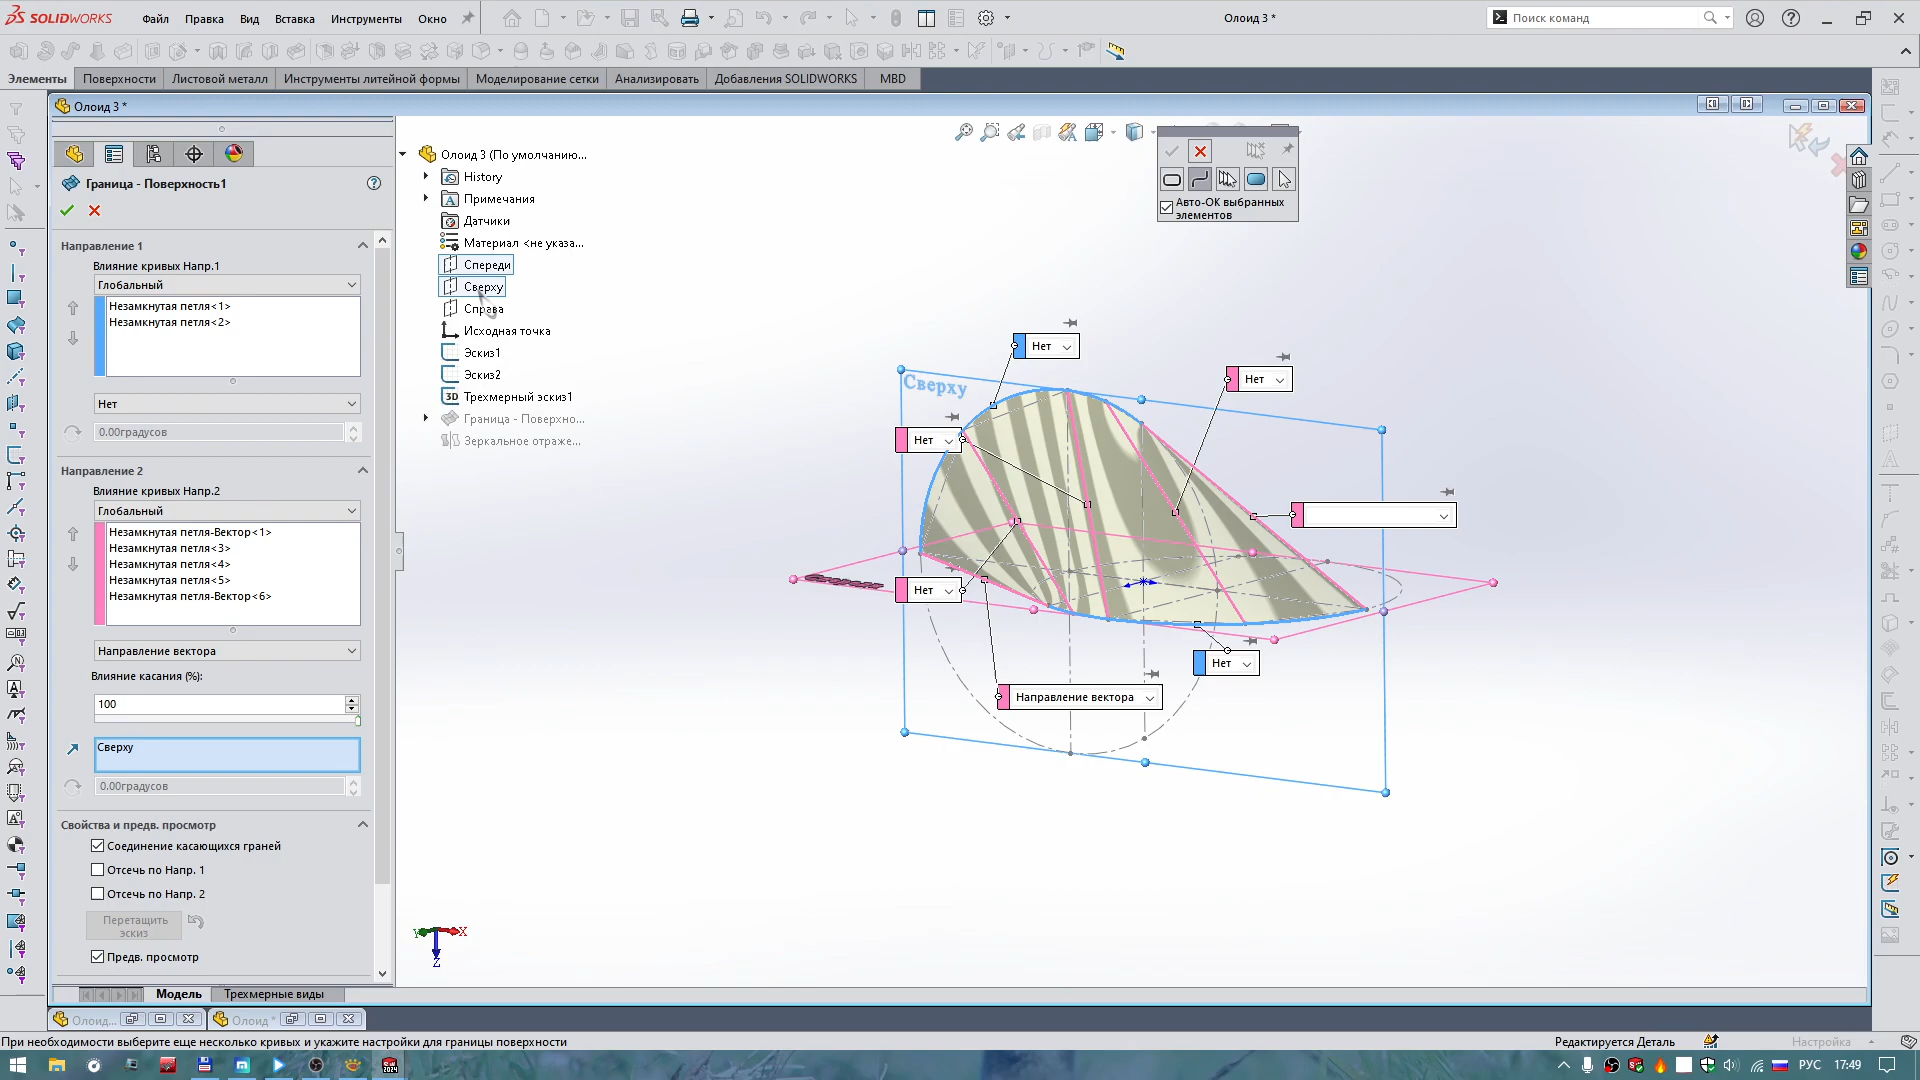 SOLIDWORKS
Файл
Правка
Вид
Вставка
Инструменты
Окно
Олоид 3 *
Поиск команд
Элементы
Поверхности
Листовой металл
Инструменты литейной формы
Моделирование сетки
Анализировать
Добавления SOLIDWORKS
MBD
Олоид 3 *
Граница - Поверхность1
Направление 1
Влияние кривых Напр.1
Глобальный
Незамкнутая петля<1>
Незамкнутая петля<2>
Нет
0.00градусов
Направление 2
Влияние кривых Напр.2
Глобальный
Незамкнутая петля-Вектор<1>
Незамкнутая петля<3>
Незамкнутая петля<4>
Незамкнутая петля<5>
Незамкнутая петля-Вектор<6>
Направление вектора
Влияние касания (%):
100
Сверху
0.00градусов
Свойства и предв. просмотр
Соединение касающихся граней
Отсечь по Напр. 1
Отсечь по Напр. 2
Перетащить
эскиз
Предв. просмотр
Олоид 3 (По умолчанию...
History
Примечания
Датчики
Материал <не указа...
Спереди
Сверху
Справа
Исходная точка
Эскиз1
Эскиз2
3D Трехмерный эскиз1
Граница - Поверхно...
Зеркальное отраже...
Авто-ОК выбранных
элементов
Сверху
Нет
Нет
Нет
Нет
Нет
Направление вектора
Y
X
Z
Модель
Трехмерные виды
Олоид...
Олоид *
При необходимости выберите еще несколько кривых и укажите настройки для границы поверхности
Редактируется Деталь
Настройка
РУС
17:49